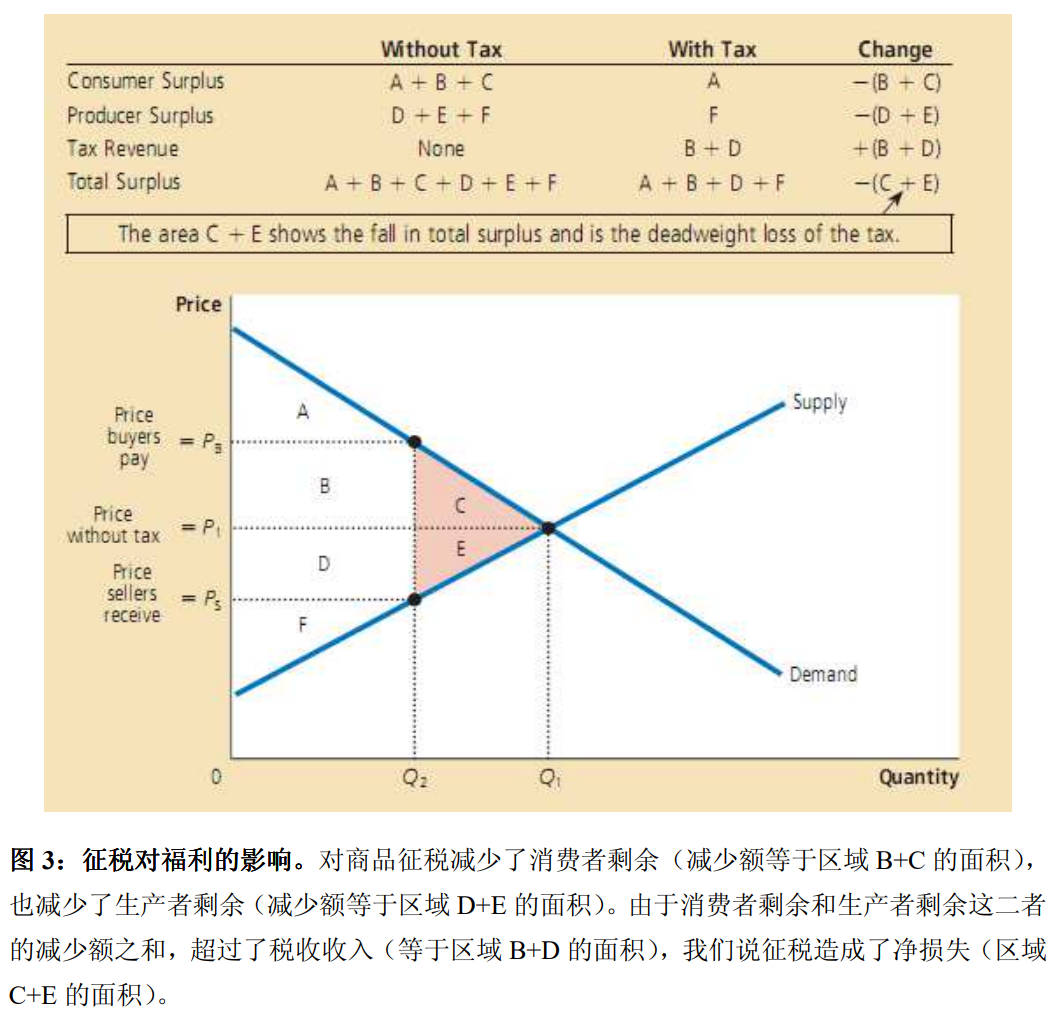 Without Tax With Tax Change
Consumer Surplus A + B + C A −(B + C)
Producer Surplus D + E + F F −(D + E)
Tax Revenue None B + D +(B + D)
Total Surplus A + B + C + D + E + F A + B + D + F −(C + E)
The area C + E shows the fall in total surplus and is the deadweight loss of the tax.
Price
A
Supply
Price
buyers = PB
pay
B
C
Price
without tax = P1
E
D
Price
sellers = PS
receive
F
Demand
0 Q2 Q1 Quantity
图 3：征税对福利的影响。对商品征税减少了消费者剩余（减少额等于区域 B+C 的面积），
也减少了生产者剩余（减少额等于区域 D+E 的面积）。由于消费者剩余和生产者剩余这二者
的减少额之和，超过了税收收入（等于区域 B+D 的面积），我们说征税造成了净损失（区域
C+E 的面积）。